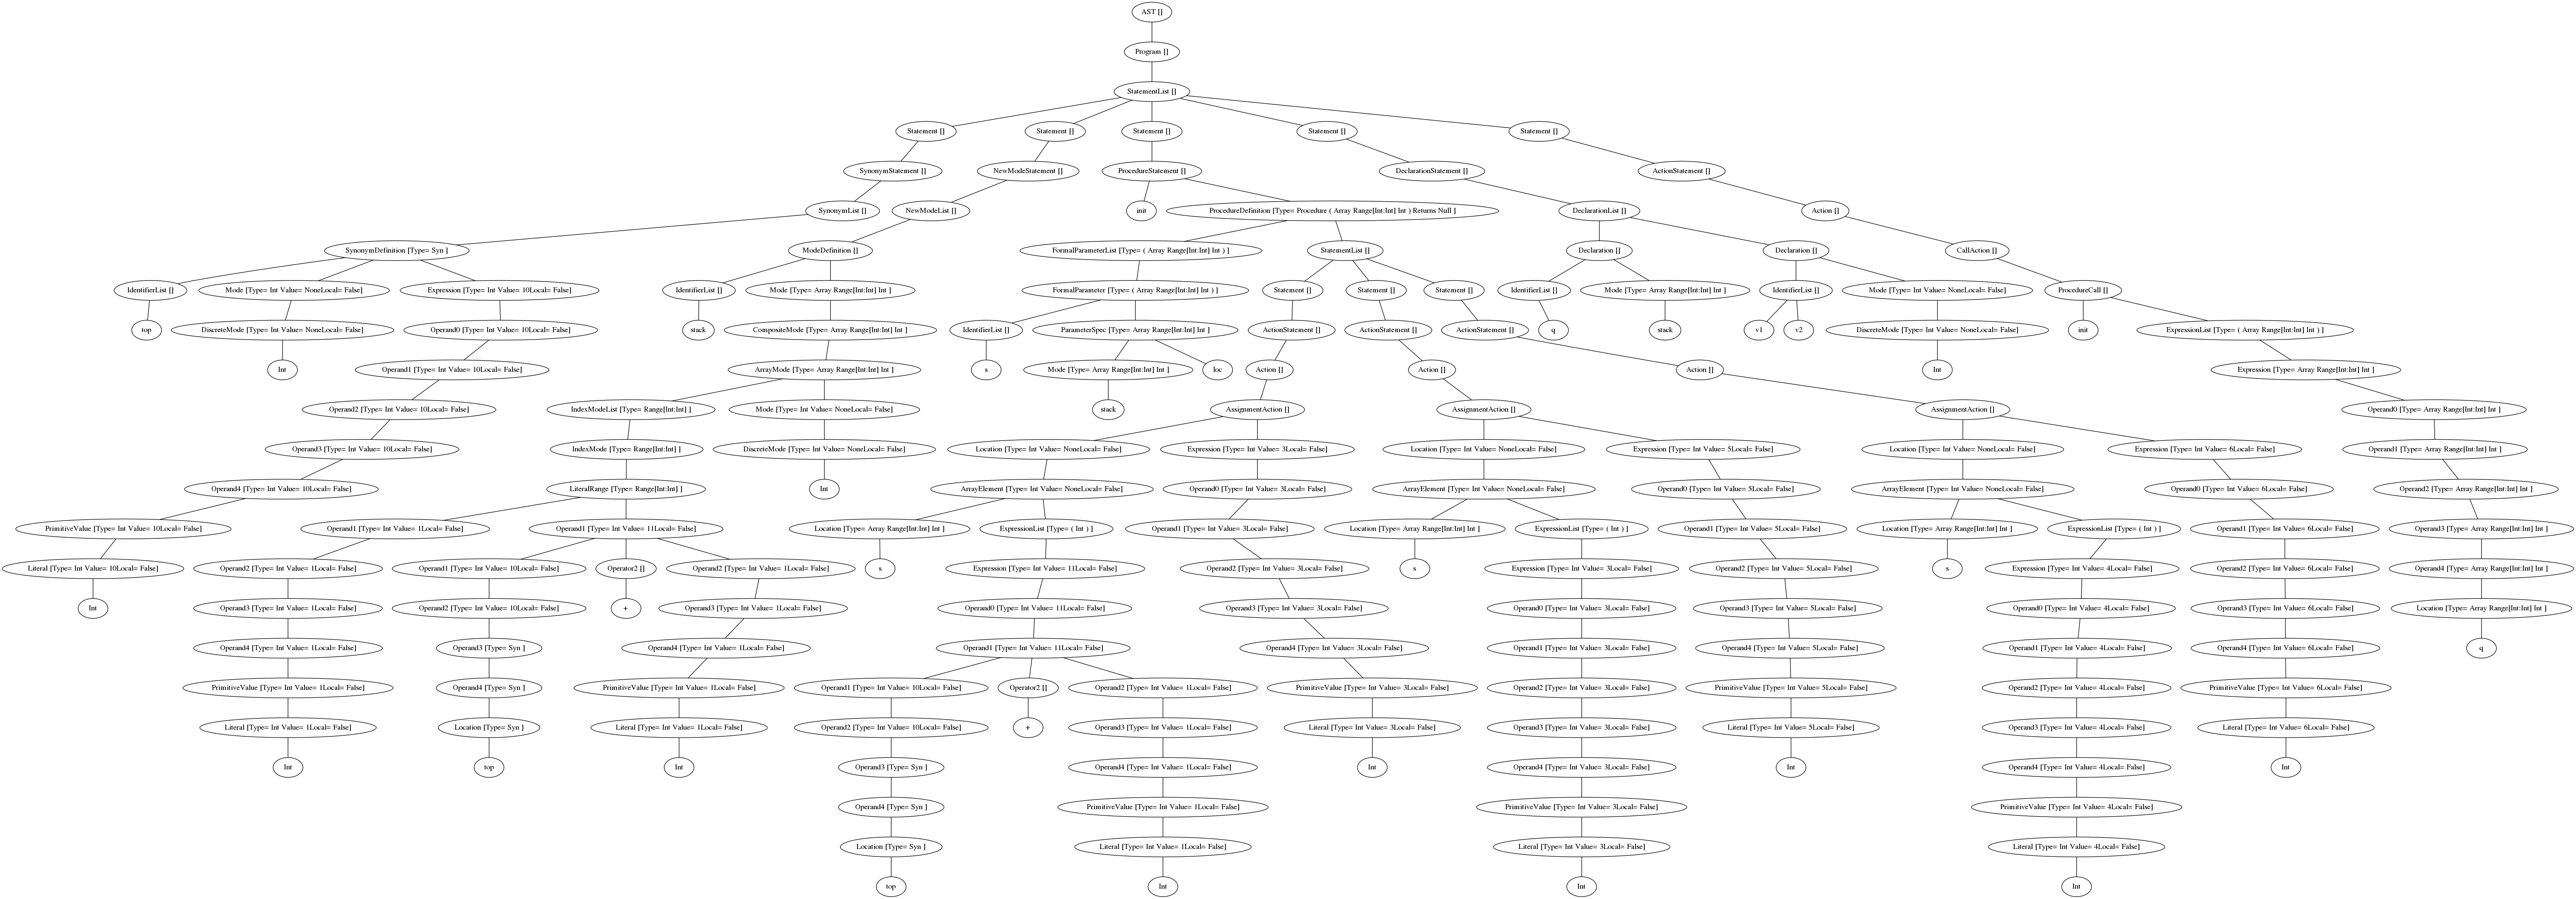 AST []
Program []
StatementList []
Statement [] Statement [] Statement [] Statement [] Statement []
SynonymStatement [] NewModeStatement [] ProcedureStatement [] DeclarationStatement [] ActionStatement []
SynonymList [] NewModeList [] init ProcedureDefinition [Type= Procedure ( Array Range[Int:Int] Int ) Returns Null ] DeclarationList [] Action []
SynonymDefinition [Type= Syn ] ModeDefinition [] FormalParameterList [Type= ( Array Range[Int:Int] Int ) ] StatementList [] Declaration [] Declaration [] CallAction []
IdentifierList [] Mode [Type= Int Value= NoneLocal= False] Expression [Type= Int Value= 10Local= False] IdentifierList [] Mode [Type= Array Range[Int:Int] Int ] FormalParameter [Type= ( Array Range[Int:Int] Int ) ] Statement [] Statement [] Statement [] IdentifierList [] Mode [Type= Array Range[Int:Int] Int ] IdentifierList [] Mode [Type= Int Value= NoneLocal= False] ProcedureCall []
top DiscreteMode [Type= Int Value= NoneLocal= False] Operand0 [Type= Int Value= 10Local= False] stack CompositeMode [Type= Array Range[Int:Int] Int ] IdentifierList [] ParameterSpec [Type= Array Range[Int:Int] Int ] ActionStatement [] ActionStatement [] ActionStatement [] q stack v1 v2 DiscreteMode [Type= Int Value= NoneLocal= False] init ExpressionList [Type= ( Array Range[Int:Int] Int ) ]
Int Operand1 [Type= Int Value= 10Local= False] ArrayMode [Type= Array Range[Int:Int] Int ] s Mode [Type= Array Range[Int:Int] Int ] loc Action [] Action [] Action [] Int Expression [Type= Array Range[Int:Int] Int ]
Operand2 [Type= Int Value= 10Local= False] IndexModeList [Type= Range[Int:Int] ] Mode [Type= Int Value= NoneLocal= False] stack AssignmentAction [] AssignmentAction [] AssignmentAction [] Operand0 [Type= Array Range[Int:Int] Int ]
Operand3 [Type= Int Value= 10Local= False] IndexMode [Type= Range[Int:Int] ] DiscreteMode [Type= Int Value= NoneLocal= False] Location [Type= Int Value= NoneLocal= False] Expression [Type= Int Value= 3Local= False] Location [Type= Int Value= NoneLocal= False] Expression [Type= Int Value= 5Local= False] Location [Type= Int Value= NoneLocal= False] Expression [Type= Int Value= 6Local= False] Operand1 [Type= Array Range[Int:Int] Int ]
Operand4 [Type= Int Value= 10Local= False] LiteralRange [Type= Range[Int:Int] ] Int ArrayElement [Type= Int Value= NoneLocal= False] Operand0 [Type= Int Value= 3Local= False] ArrayElement [Type= Int Value= NoneLocal= False] Operand0 [Type= Int Value= 5Local= False] ArrayElement [Type= Int Value= NoneLocal= False] Operand0 [Type= Int Value= 6Local= False] Operand2 [Type= Array Range[Int:Int] Int ]
PrimitiveValue [Type= Int Value= 10Local= False] Operand1 [Type= Int Value= 1Local= False] Operand1 [Type= Int Value= 11Local= False] Location [Type= Array Range[Int:Int] Int ] ExpressionList [Type= ( Int ) ] Operand1 [Type= Int Value= 3Local= False] Location [Type= Array Range[Int:Int] Int ] ExpressionList [Type= ( Int ) ] Operand1 [Type= Int Value= 5Local= False] Location [Type= Array Range[Int:Int] Int ] ExpressionList [Type= ( Int ) ] Operand1 [Type= Int Value= 6Local= False] Operand3 [Type= Array Range[Int:Int] Int ]
Literal [Type= Int Value= 10Local= False] Operand2 [Type= Int Value= 1Local= False] Operand1 [Type= Int Value= 10Local= False] Operator2 [] Operand2 [Type= Int Value= 1Local= False] s Expression [Type= Int Value= 11Local= False] Operand2 [Type= Int Value= 3Local= False] s Expression [Type= Int Value= 3Local= False] Operand2 [Type= Int Value= 5Local= False] s Expression [Type= Int Value= 4Local= False] Operand2 [Type= Int Value= 6Local= False] Operand4 [Type= Array Range[Int:Int] Int ]
Int Operand3 [Type= Int Value= 1Local= False] Operand2 [Type= Int Value= 10Local= False] + Operand3 [Type= Int Value= 1Local= False] Operand0 [Type= Int Value= 11Local= False] Operand3 [Type= Int Value= 3Local= False] Operand0 [Type= Int Value= 3Local= False] Operand3 [Type= Int Value= 5Local= False] Operand0 [Type= Int Value= 4Local= False] Operand3 [Type= Int Value= 6Local= False] Location [Type= Array Range[Int:Int] Int ]
Operand4 [Type= Int Value= 1Local= False] Operand3 [Type= Syn ] Operand4 [Type= Int Value= 1Local= False] Operand1 [Type= Int Value= 11Local= False] Operand4 [Type= Int Value= 3Local= False] Operand1 [Type= Int Value= 3Local= False] Operand4 [Type= Int Value= 5Local= False] Operand1 [Type= Int Value= 4Local= False] Operand4 [Type= Int Value= 6Local= False] q
PrimitiveValue [Type= Int Value= 1Local= False] Operand4 [Type= Syn ] PrimitiveValue [Type= Int Value= 1Local= False] Operand1 [Type= Int Value= 10Local= False] Operator2 [] Operand2 [Type= Int Value= 1Local= False] PrimitiveValue [Type= Int Value= 3Local= False] Operand2 [Type= Int Value= 3Local= False] PrimitiveValue [Type= Int Value= 5Local= False] Operand2 [Type= Int Value= 4Local= False] PrimitiveValue [Type= Int Value= 6Local= False]
Literal [Type= Int Value= 1Local= False] Location [Type= Syn ] Literal [Type= Int Value= 1Local= False] Operand2 [Type= Int Value= 10Local= False] + Operand3 [Type= Int Value= 1Local= False] Literal [Type= Int Value= 3Local= False] Operand3 [Type= Int Value= 3Local= False] Literal [Type= Int Value= 5Local= False] Operand3 [Type= Int Value= 4Local= False] Literal [Type= Int Value= 6Local= False]
Int top Int Operand3 [Type= Syn ] Operand4 [Type= Int Value= 1Local= False] Int Operand4 [Type= Int Value= 3Local= False] Int Operand4 [Type= Int Value= 4Local= False] Int
Operand4 [Type= Syn ] PrimitiveValue [Type= Int Value= 1Local= False] PrimitiveValue [Type= Int Value= 3Local= False] PrimitiveValue [Type= Int Value= 4Local= False]
Location [Type= Syn ] Literal [Type= Int Value= 1Local= False] Literal [Type= Int Value= 3Local= False] Literal [Type= Int Value= 4Local= False]
top Int Int Int